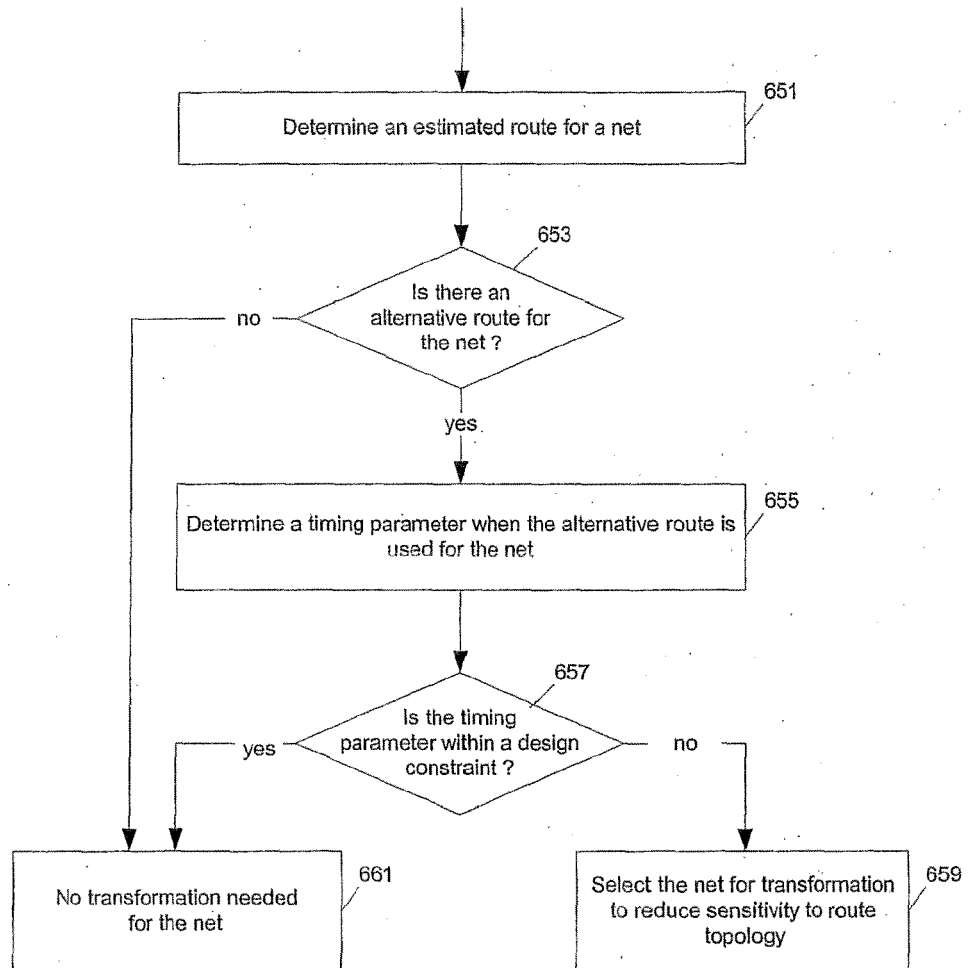 651
Determine an estimated route for a net
653
Is there an
alternative route for
the net ?
no
yes
655
Determine a timing parameter when the alternative route is
used for the net
657
Is the timing
parameter within a design
constraint ?
yes
no
661
No transformation needed
for the net
659
Select the net for transformation
to reduce sensitivity to route
topology